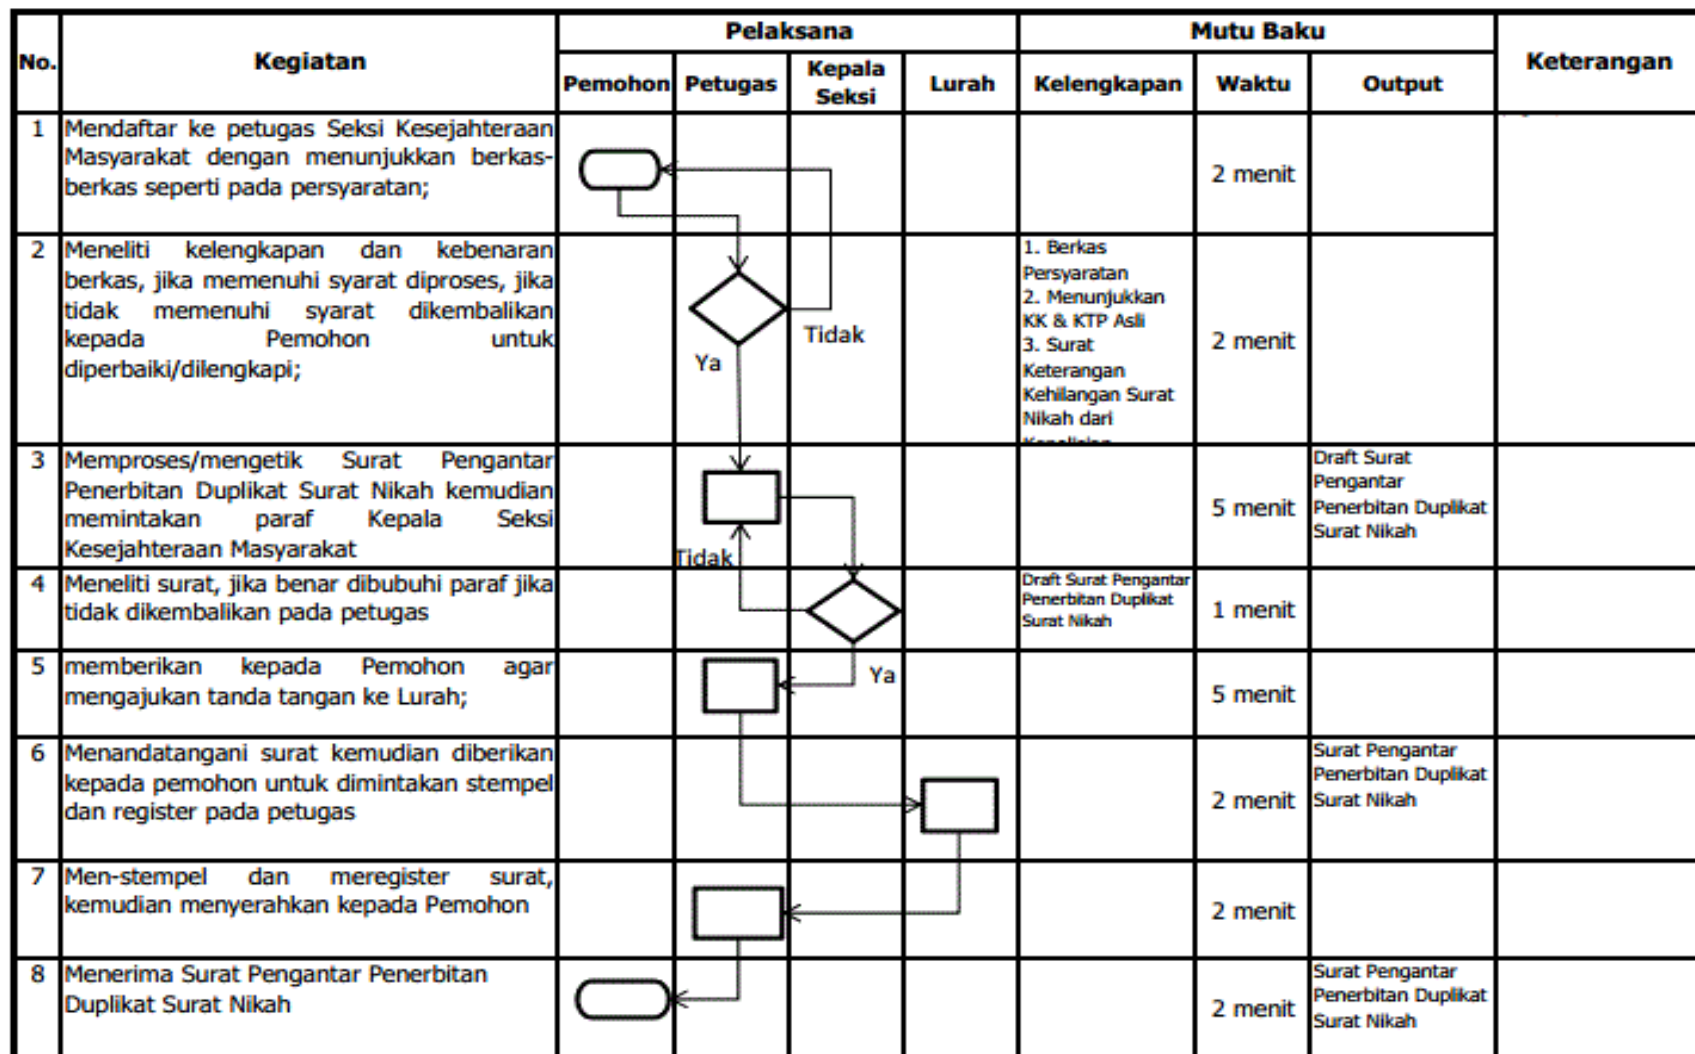 No.
Kegiatan
Pelaksana
Mutu Baku
Keterangan
Pemohon
Petugas
Kepala
Seksi
Lurah
Kelengkapan
Waktu
Output
1
Mendaftar ke petugas Seksi Kesejahteraan
Masyarakat dengan menunjukkan berkas-
berkas seperti pada persyaratan;
2 menit
2
Meneliti kelengkapan dan kebenaran
berkas, jika memenuhi syarat diproses, jika
tidak memenuhi syarat dikembalikan
kepada Pemohon untuk
diperbaiki/dilengkapi;
Ya
Tidak
1. Berkas
Persyaratan
2. Menunjukkan
KK & KTP Asli
3. Surat
Keterangan
Kehilangan Surat
Nikah dari
2 menit
3
Memproses/mengetik Surat Pengantar
Penerbitan Duplikat Surat Nikah kemudian
memintakan paraf Kepala Seksi
Kesejahteraan Masyarakat
Tidak
5 menit
Draft Surat
Pengantar
Penerbitan Duplikat
Surat Nikah
4
Meneliti surat, jika benar dibubuhi paraf jika
tidak dikembalikan pada petugas
Draft Surat Pengantar
Penerbitan Duplikat
Surat Nikah
1 menit
5
memberikan kepada Pemohon agar
mengajukan tanda tangan ke Lurah;
Ya
5 menit
6
Menandatangani surat kemudian diberikan
kepada pemohon untuk dimintakan stempel
dan register pada petugas
2 menit
Surat Pengantar
Penerbitan Duplikat
Surat Nikah
7
Men-stempel dan meregister surat,
kemudian menyerahkan kepada Pemohon
2 menit
8
Menerima Surat Pengantar Penerbitan
Duplikat Surat Nikah
2 menit
Surat Pengantar
Penerbitan Duplikat
Surat Nikah